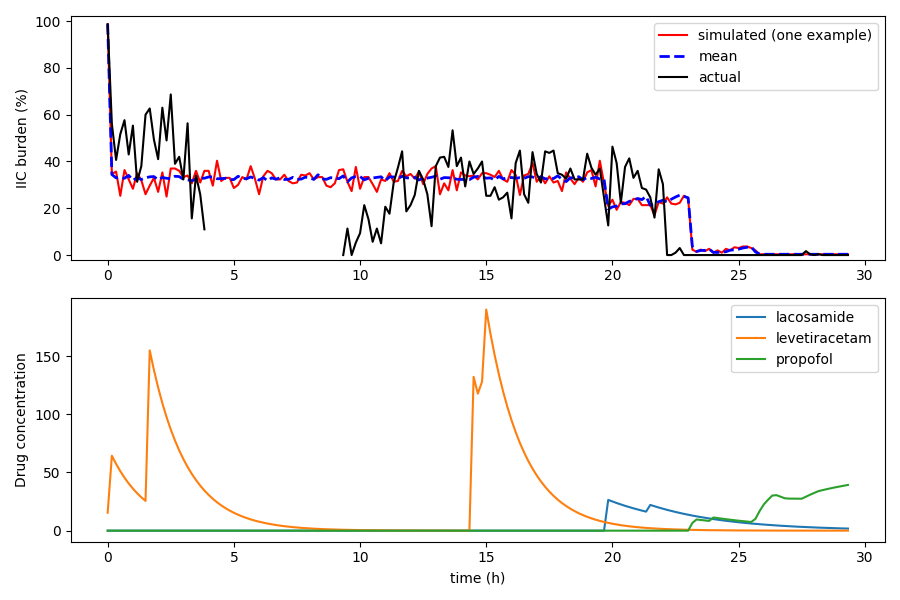 100
80
60
40
20
0
IIC burden (%)
simulated (one example)
mean
actual
0 5 10 15 20 25 30
150
100
50
0
Drug concentration
lacosamide
levetiracetam
propofol
0 5 10 15 20 25 30
time (h)